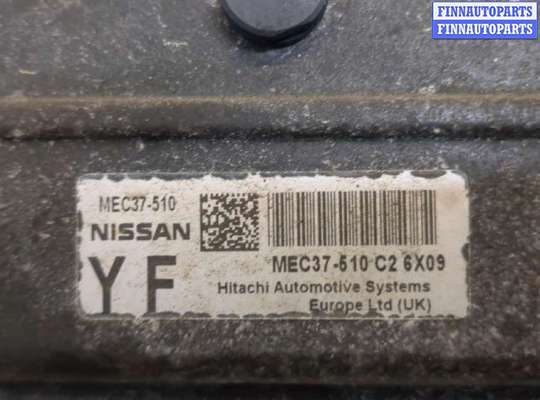 FINNAUTOPARTS
FINNAUTOPARTS
MEC37-510
NISSAN
MEC37-510 C2 6X09
YF
Hitachi Automotive Systems
Europe Ltd (UK)